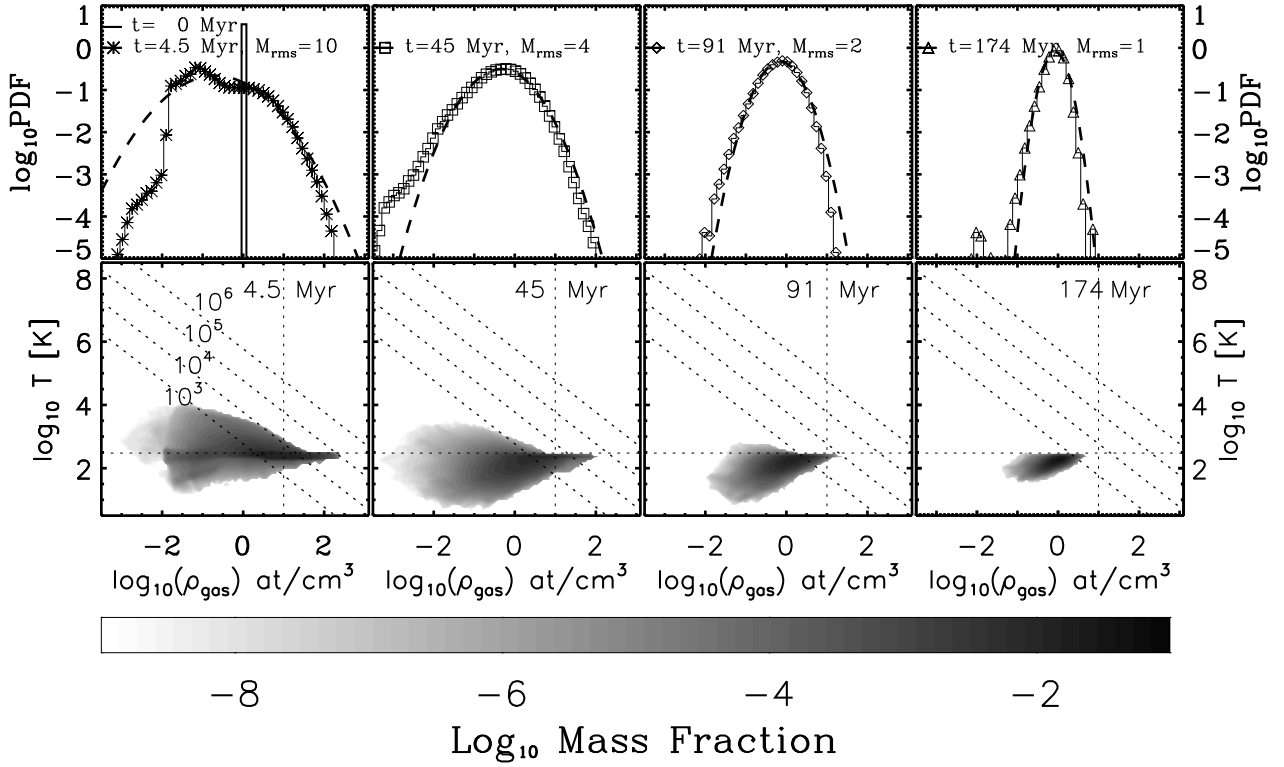 t= 0 Myr
t=4.5 Myr, Mrms=10
t=45 Myr, Mrms=4
t=91 Myr, Mrms=2
t=174 Myr, Mrms=1
log10PDF
1
0
−1
−2
−3
−4
−5
1
0
−1
−2
−3
−4
−5
log10PDF
4.5 Myr
45 Myr
91 Myr
174 Myr
10^6
10^5
10^4
10^3
log10 T [K]
8
6
4
2
8
6
4
2
log10 T [K]
−2 0 2
−2 0 2
−2 0 2
−2 0 2
log10(ρgas) at/cm^3
log10(ρgas) at/cm^3
log10(ρgas) at/cm^3
log10(ρgas) at/cm^3
−8 −6 −4 −2
Log10 Mass Fraction